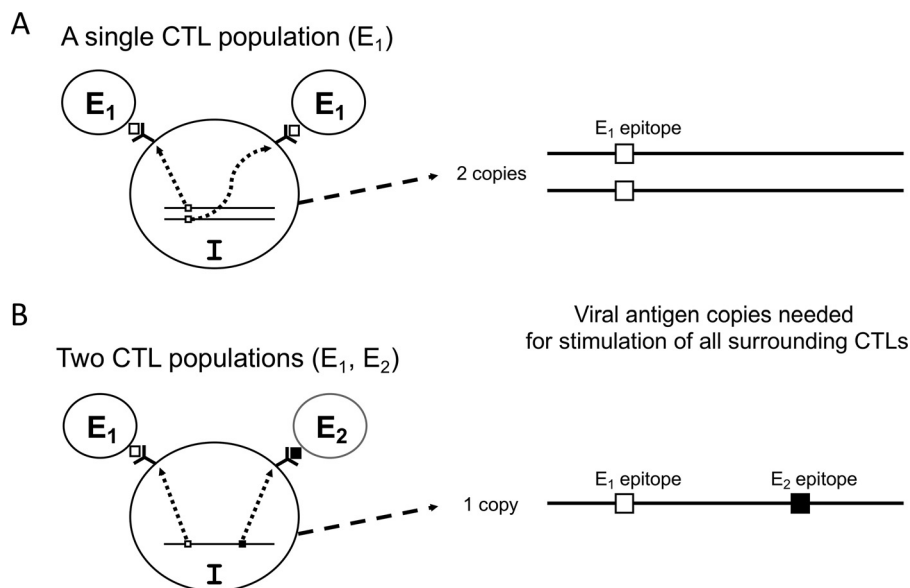 A
A single CTL population (E₁)
E₁
E₁
E₁ epitope
2 copies
I
B
Viral antigen copies needed
for stimulation of all surrounding CTLs
Two CTL populations (E₁, E₂)
E₁
E₂
E₁ epitope
E₂ epitope
1 copy
I